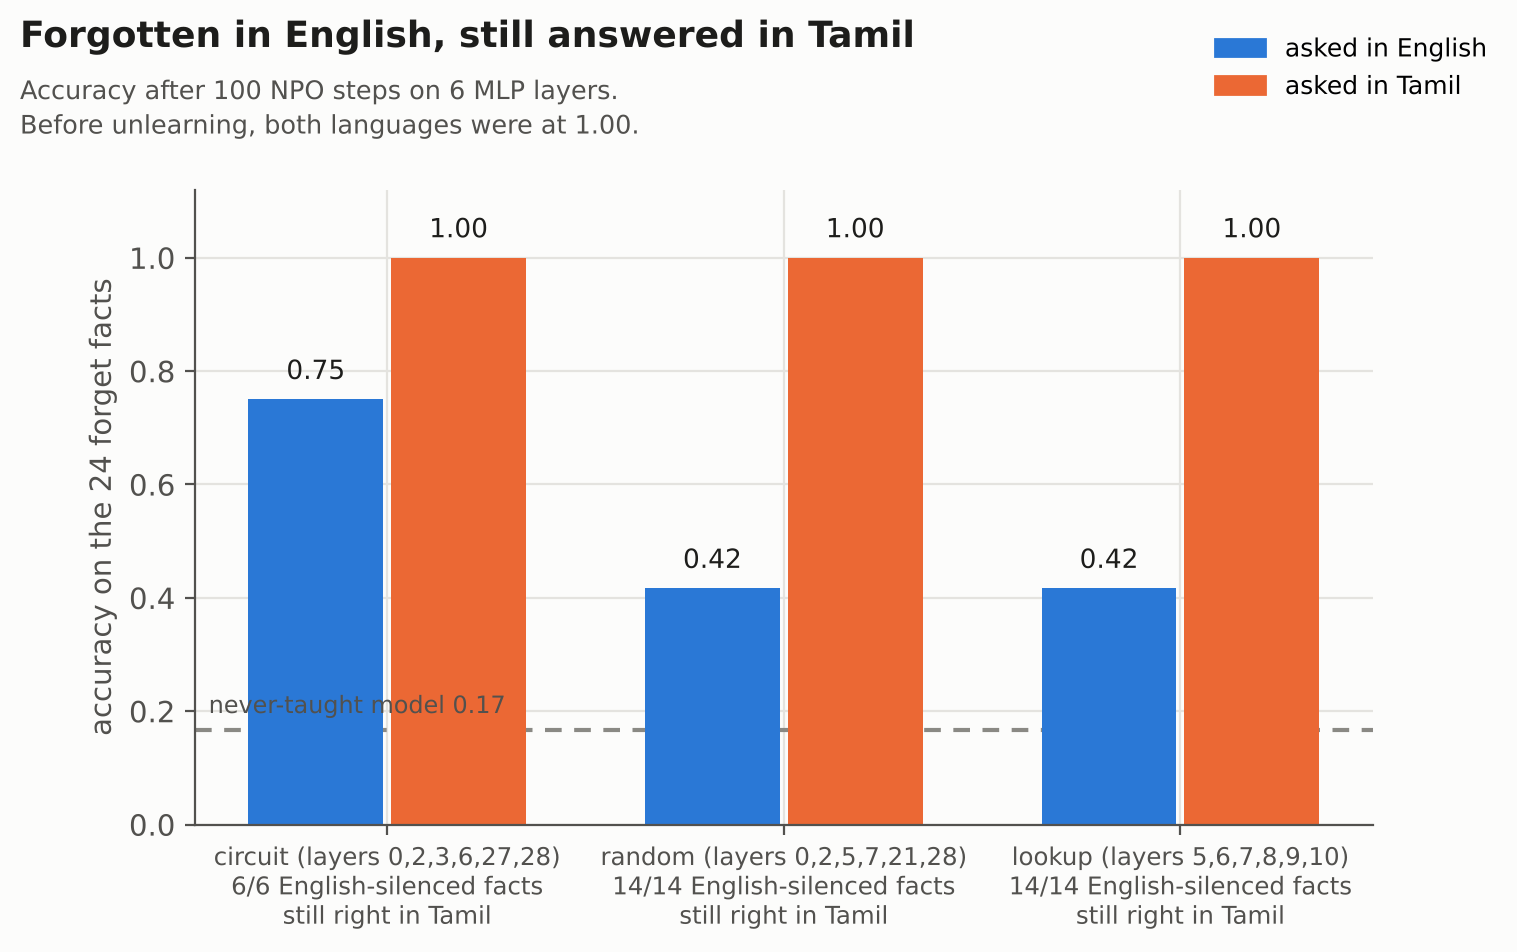 Forgotten in English, still answered in Tamil
Accuracy after 100 NPO steps on 6 MLP layers.
Before unlearning, both languages were at 1.00.
asked in English
asked in Tamil
accuracy on the 24 forget facts
1.0
0.8
0.6
0.4
0.2
0.0
0.75
1.00
0.42
1.00
0.42
1.00
never-taught model 0.17
circuit (layers 0,2,3,6,27,28)
6/6 English-silenced facts
still right in Tamil
random (layers 0,2,5,7,21,28)
14/14 English-silenced facts
still right in Tamil
lookup (layers 5,6,7,8,9,10)
14/14 English-silenced facts
still right in Tamil